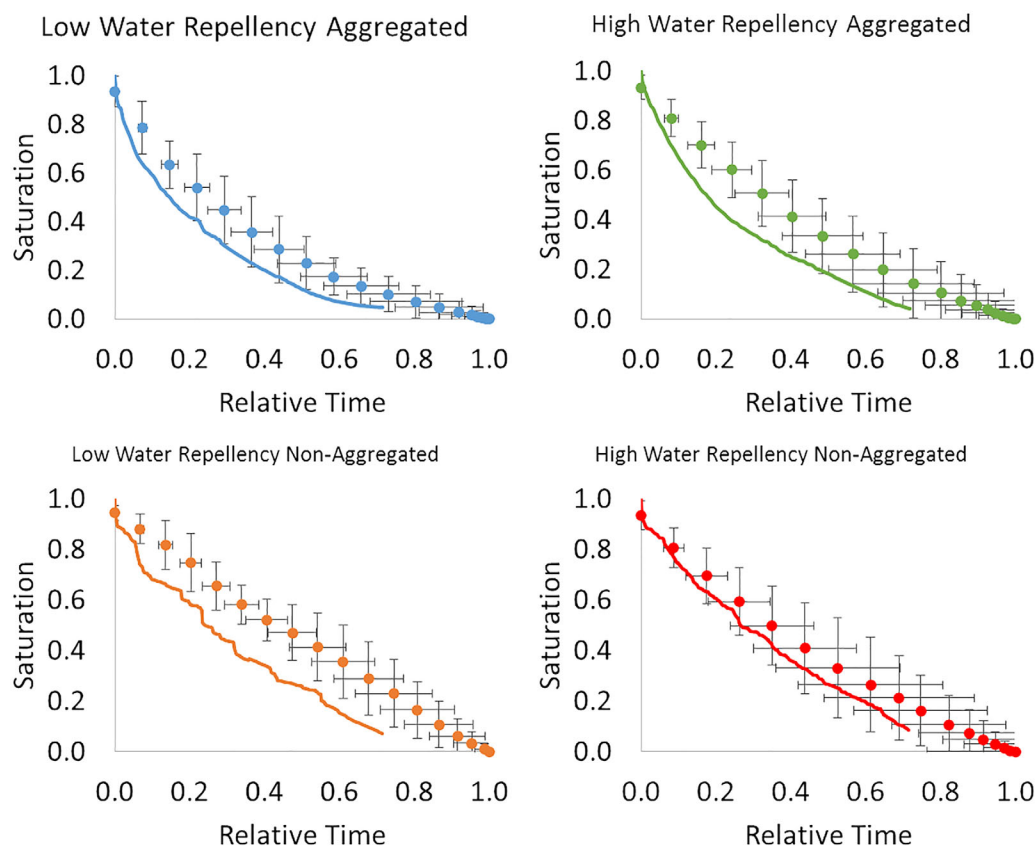 Low Water Repellency Aggregated
1.0
0.8
0.6
0.4
0.2
0.0
Saturation
0.0 0.2 0.4 0.6 0.8 1.0
Relative Time
High Water Repellency Aggregated
1.0
0.8
0.6
0.4
0.2
0.0
Saturation
0.0 0.2 0.4 0.6 0.8 1.0
Relative Time
Low Water Repellency Non-Aggregated
1.0
0.8
0.6
0.4
0.2
0.0
Saturation
0.0 0.2 0.4 0.6 0.8 1.0
Relative Time
High Water Repellency Non-Aggregated
1.0
0.8
0.6
0.4
0.2
0.0
Saturation
0.0 0.2 0.4 0.6 0.8 1.0
Relative Time